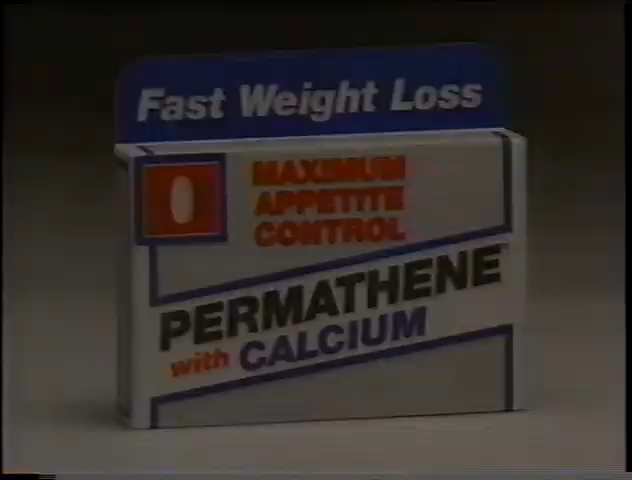 Fast Weight Loss
MAXIMUM
APPETITE
CONTROL
PERMATHENE
with CALCIUM